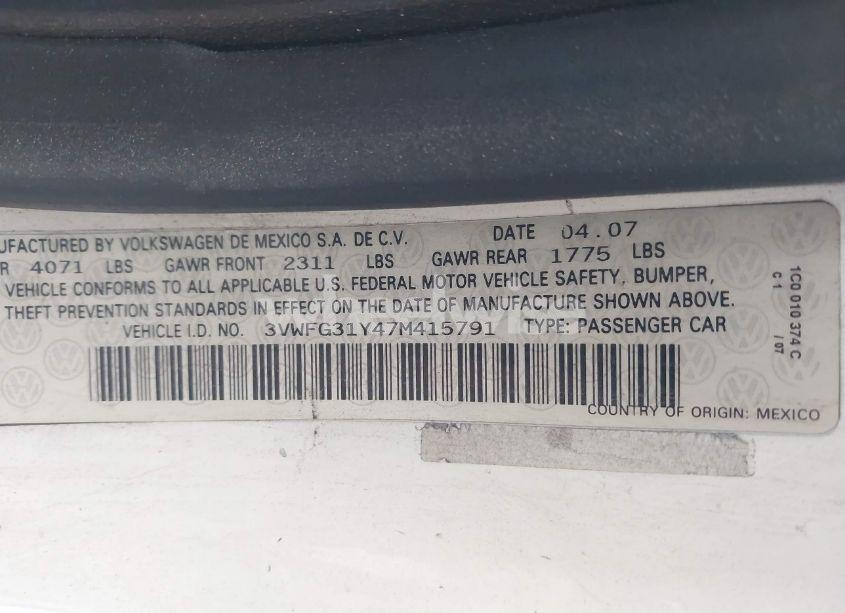 UFACTURED BY VOLKSWAGEN DE MEXICO S.A. DE C.V. DATE 04.07
R 4071 LBS GAWR FRONT 2311 LBS GAWR REAR 1775 LBS
VEHICLE CONFORMS TO ALL APPLICABLE U.S. FEDERAL MOTOR VEHICLE SAFETY, BUMPER,
THEFT PREVENTION STANDARDS IN EFFECT ON THE DATE OF MANUFACTURE SHOWN ABOVE.
VEHICLE I.D. NO. 3VWFG31Y47M415791 TYPE: PASSENGER CAR
COUNTRY OF ORIGIN: MEXICO
1C0 010 374 C
C 1
/ 07